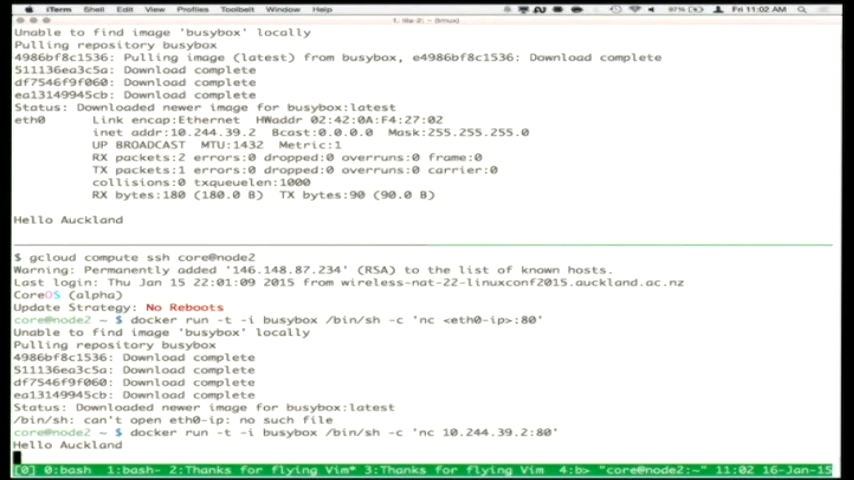 iTerm Shell Edit View Profiles Toolbelt Window Help 97% Fri 11:02 AM
Unable to find image 'busybox' locally
Pulling repository busybox
4986bf8c1536: Pulling image (latest) from busybox, e4986bf8c1536: Download complete
511136ea3c5a: Download complete
df7546f9f060: Download complete
ea13149945cb: Download complete
Status: Downloaded newer image for busybox:latest
eth0 Link encap:Ethernet HWaddr 02:42:0A:F4:27:02
inet addr:10.244.39.2 Bcast:0.0.0.0 Mask:255.255.255.0
UP BROADCAST MTU:1432 Metric:1
RX packets:2 errors:0 dropped:0 overruns:0 frame:0
TX packets:1 errors:0 dropped:0 overruns:0 carrier:0
collisions:0 txqueuelen:1000
RX bytes:180 (180.0 B) TX bytes:90 (90.0 B)
Hello Auckland
$ gcloud compute ssh core@node2
Warning: Permanently added '146.148.87.234' (RSA) to the list of known hosts.
Last login: Thu Jan 15 22:01:09 2015 from wireless-nat-22-linuxconf2015.auckland.ac.nz
CoreOS (alpha)
Update Strategy: No Reboots
core@node2 ~ $ docker run -t -i busybox /bin/sh -c 'nc <eth0-ip>:80'
Unable to find image 'busybox' locally
Pulling repository busybox
4986bf8c1536: Download complete
511136ea3c5a: Download complete
df7546f9f060: Download complete
ea13149945cb: Download complete
Status: Downloaded newer image for busybox:latest
/bin/sh: can't open eth0-ip: no such file
core@node2 ~ $ docker run -t -i busybox /bin/sh -c 'nc 10.244.39.2:80'
Hello Auckland
[0] 0:bash 1:bash- 2:Thanks for flying Vim* 3:Thanks for flying Vim 4:b> "core@node2:~" 11:02 16-Jan-15